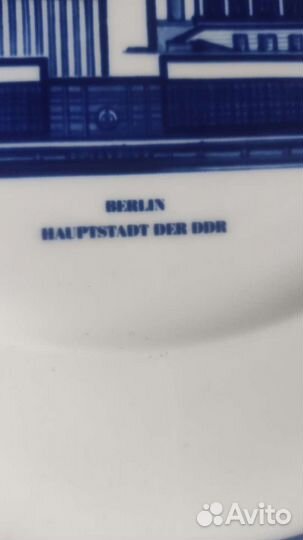 BERLIN
HAUPTSTADT DER DDR
Avito